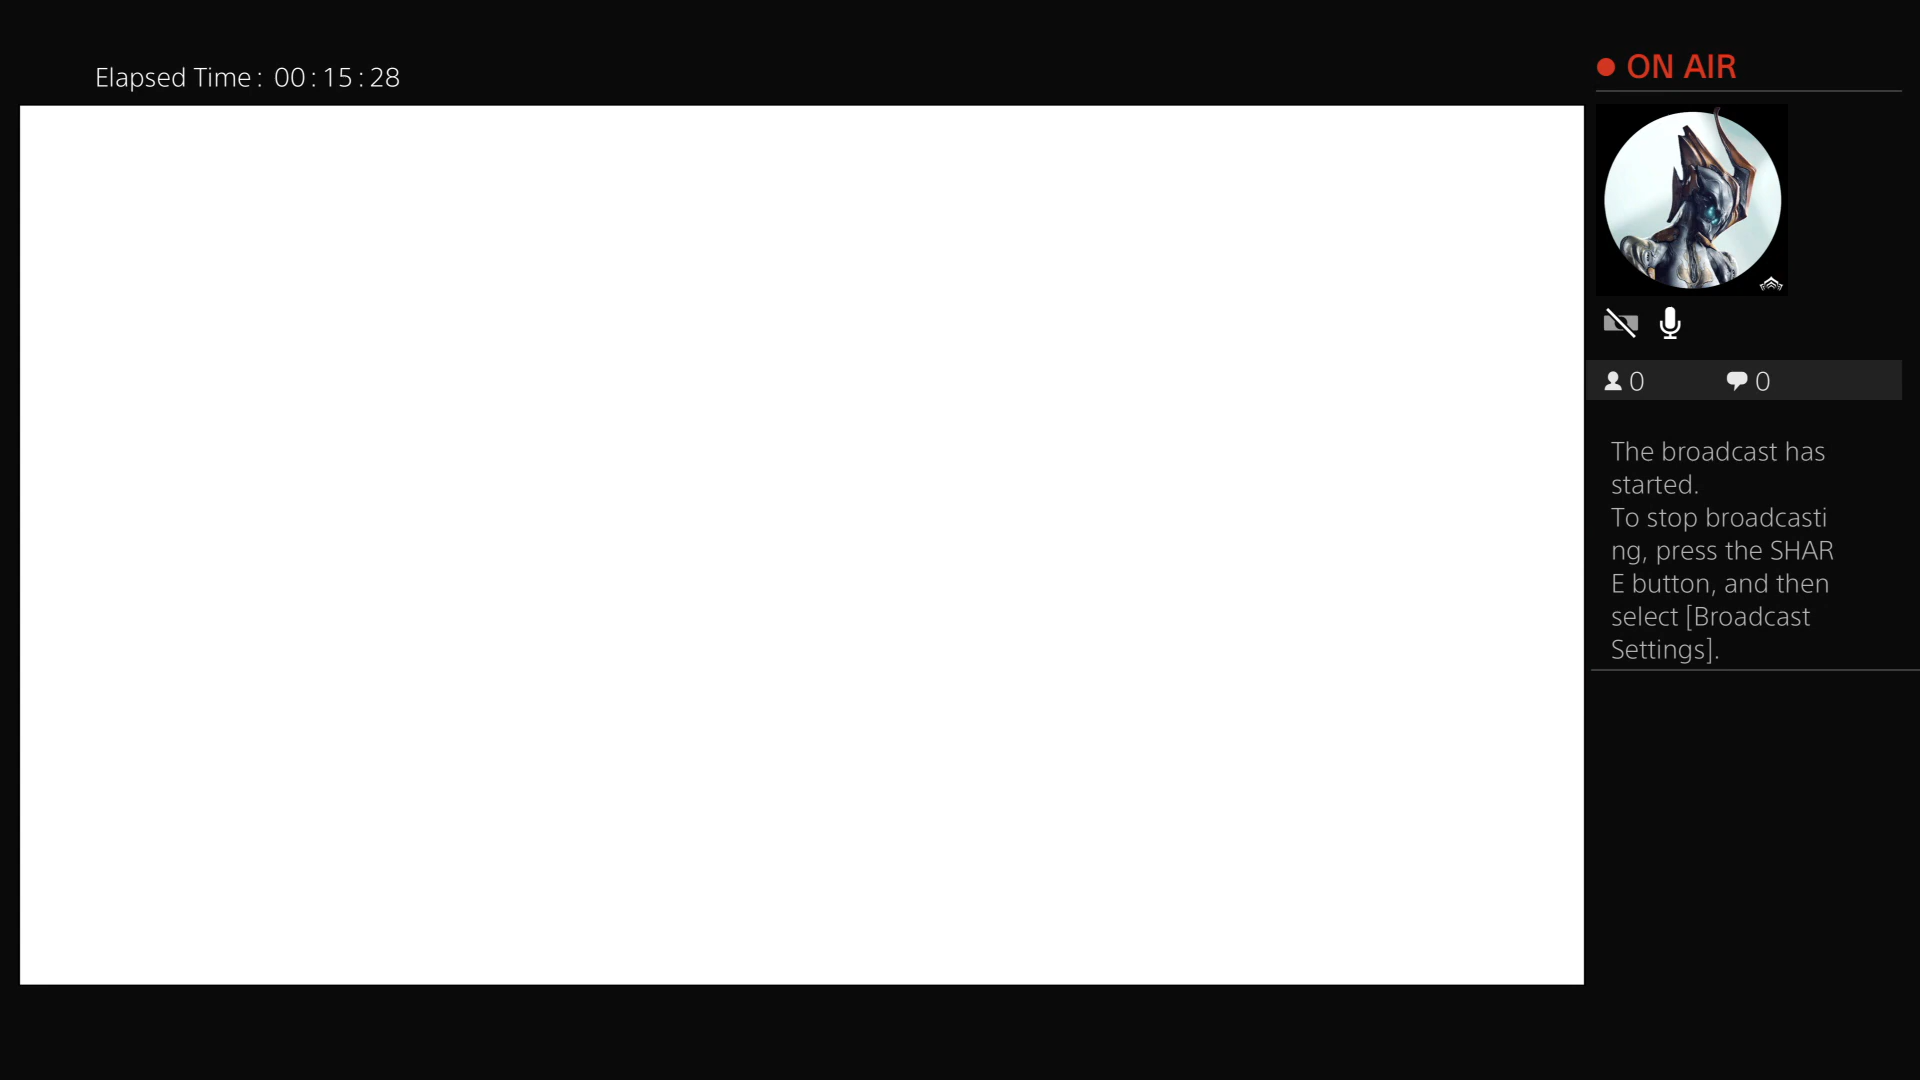 Elapsed Time: 00:15:28
ON AIR
0 0
The broadcast has
started.
To stop broadcasti
ng, press the SHAR
E button, and then
select [Broadcast
Settings].